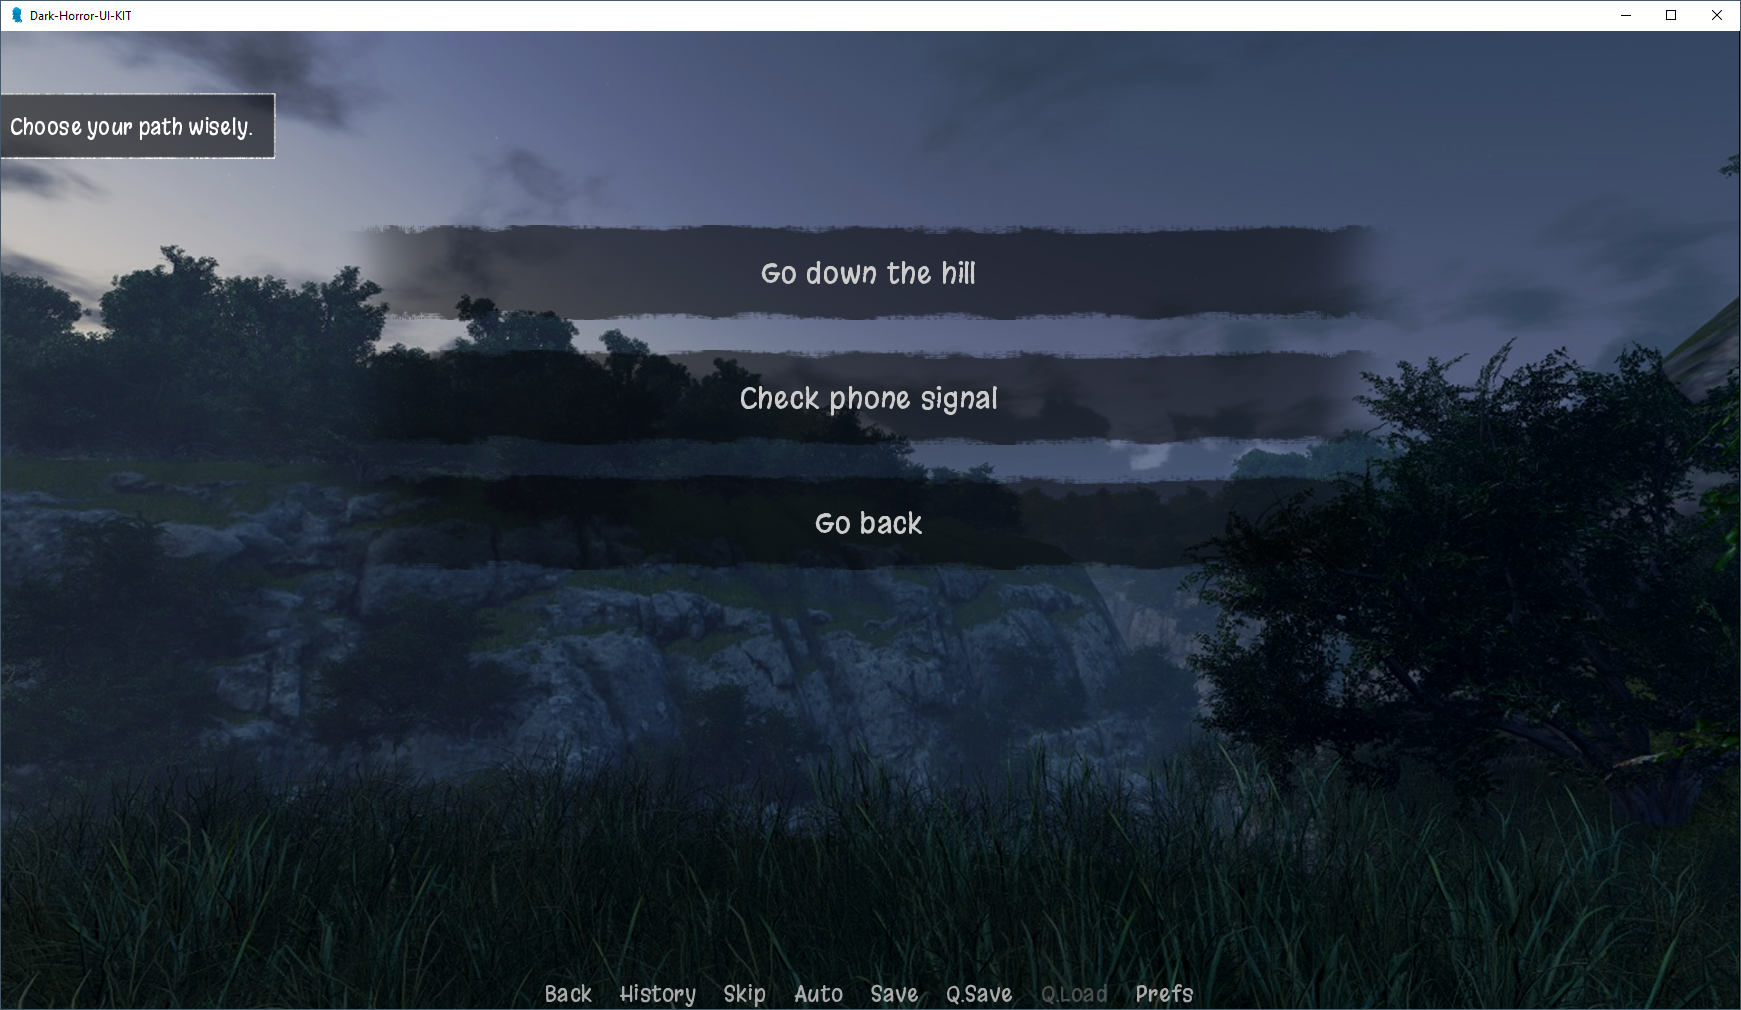 Dark-Horror-UI-KIT
Choose your path wisely.
Go down the hill
Check phone signal
Go back
Back History Skip Auto Save Q.Save Q.Load Prefs